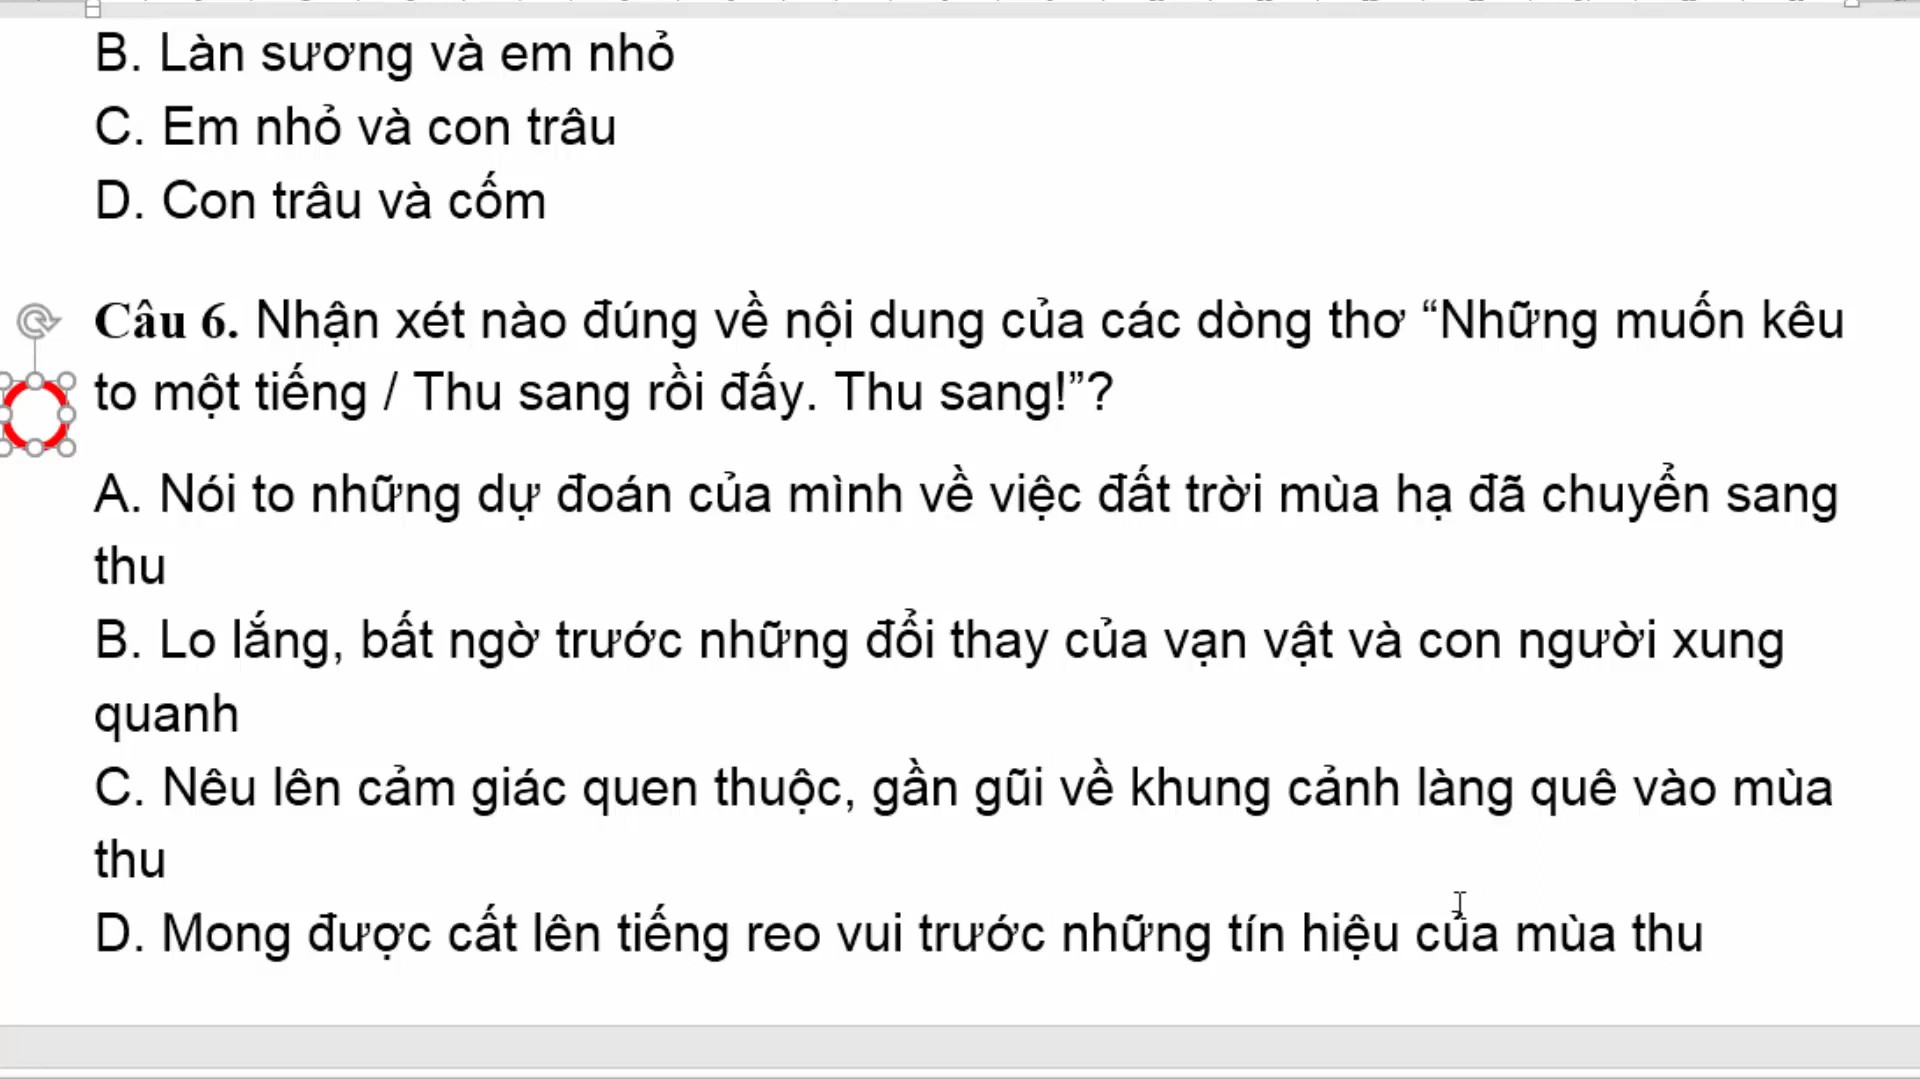 B. Làn sương và em nhỏ
C. Em nhỏ và con trâu
D. Con trâu và cốm
Câu 6. Nhận xét nào đúng về nội dung của các dòng thơ “Những muốn kêu
to một tiếng / Thu sang rồi đấy. Thu sang!”?
A. Nói to những dự đoán của mình về việc đất trời mùa hạ đã chuyển sang
thu
B. Lo lắng, bất ngờ trước những đổi thay của vạn vật và con người xung
quanh
C. Nêu lên cảm giác quen thuộc, gần gũi về khung cảnh làng quê vào mùa
thu
D. Mong được cất lên tiếng reo vui trước những tín hiệu của mùa thu